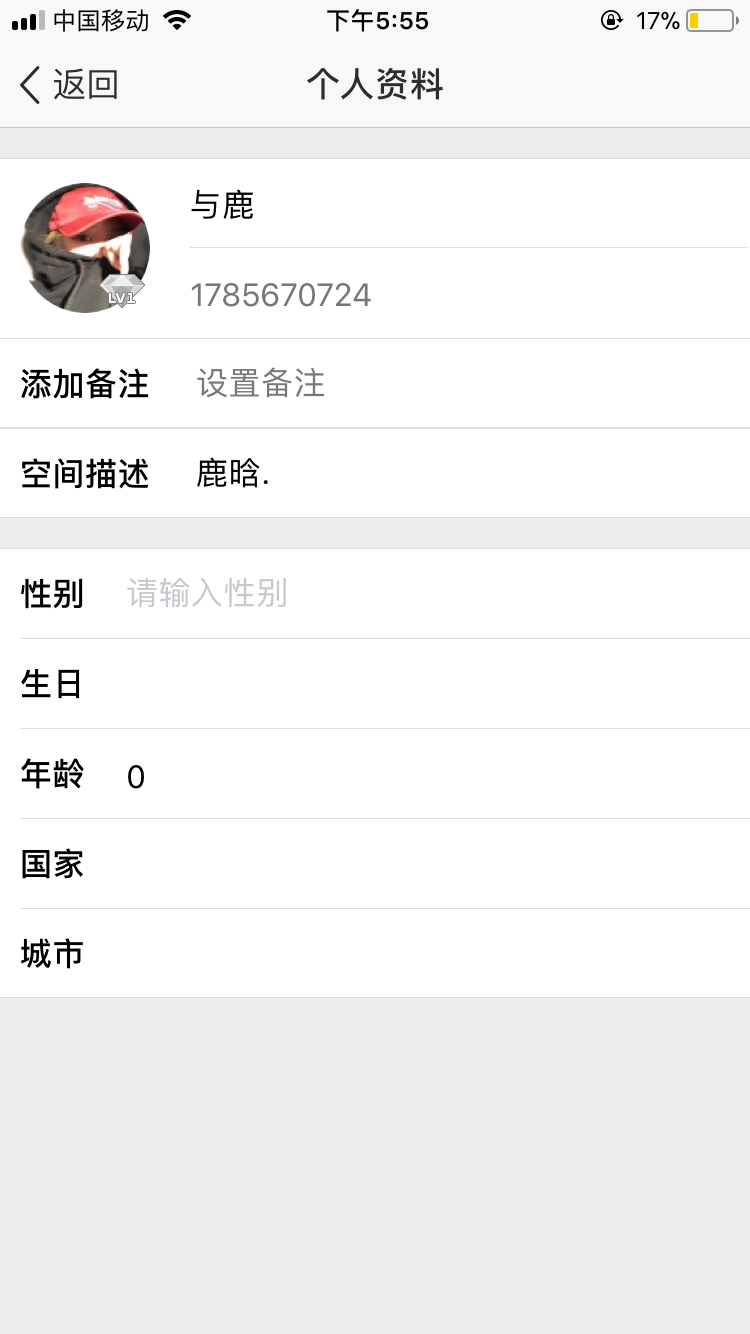 中国移动 下午5:55 17%
返回 个人资料
与鹿
LV1
1785670724
添加备注 设置备注
空间描述 鹿晗.
性别 请输入性别
生日
年龄 0
国家
城市